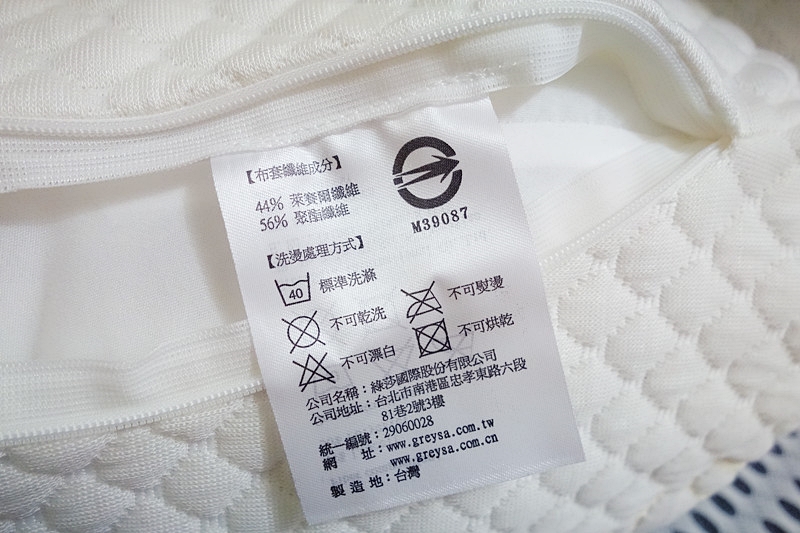 【布套纖維成分】
44% 萊賽爾纖維
56% 聚酯纖維
M39087
【洗燙處理方式】
40 標準洗滌
不可乾洗
不可熨燙
不可漂白
不可烘乾
公司名稱：綠莎國際股份有限公司
公司地址：台北市南港區忠孝東路六段
81巷2號3樓
統一編號：29060028
網 址：www.greysa.com.tw
www.greysa.com.cn
製 造 地：台灣